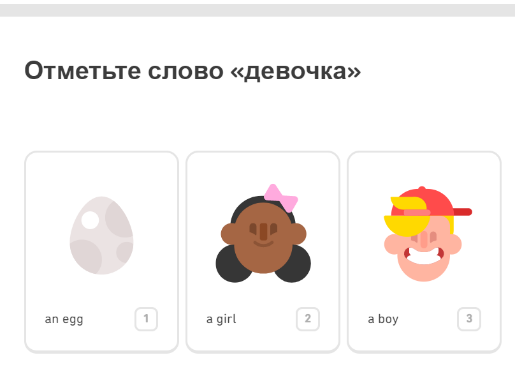 Отметьте слово «девочка»
an egg 1
a girl 2
a boy 3